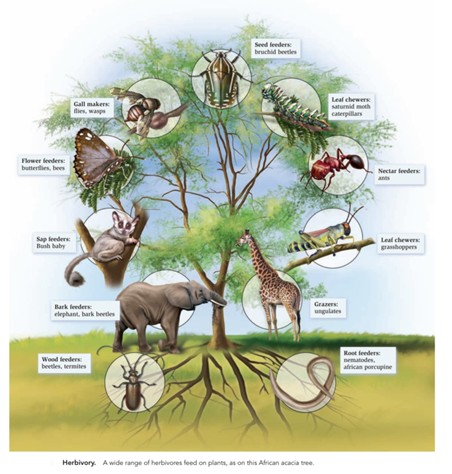 Seed feeders:
bruchid beetles
Gall makers:
flies, wasps
Leaf chewers:
saturnid moth
caterpillars
Flower feeders:
butterflies, bees
Nectar feeders:
ants
Sap feeders:
Bush baby
Leaf chewers:
grasshoppers
Bark feeders:
elephant, bark beetles
Grazers:
ungulates
Wood feeders:
beetles, termites
Root feeders:
nematodes,
african porcupine
Herbivory. A wide range of herbivores feed on plants, as on this African acacia tree.